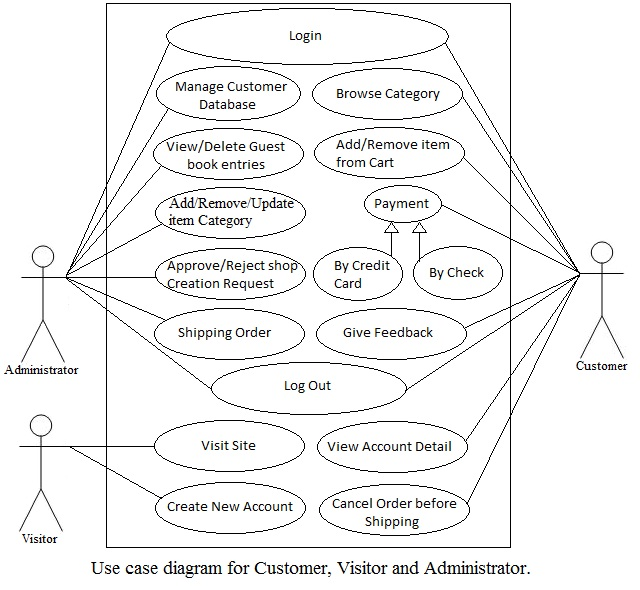 Login
Manage Customer
Database
Browse Category
View/Delete Guest
book entries
Add/Remove item
from Cart
Add/Remove/Update
item Category
Payment
Approve/Reject shop
Creation Request
By Credit
Card
By Check
Shipping Order
Give Feedback
Administrator
Customer
Log Out
Visit Site
View Account Detail
Create New Account
Cancel Order before
Shipping
Visitor
Use case diagram for Customer, Visitor and Administrator.